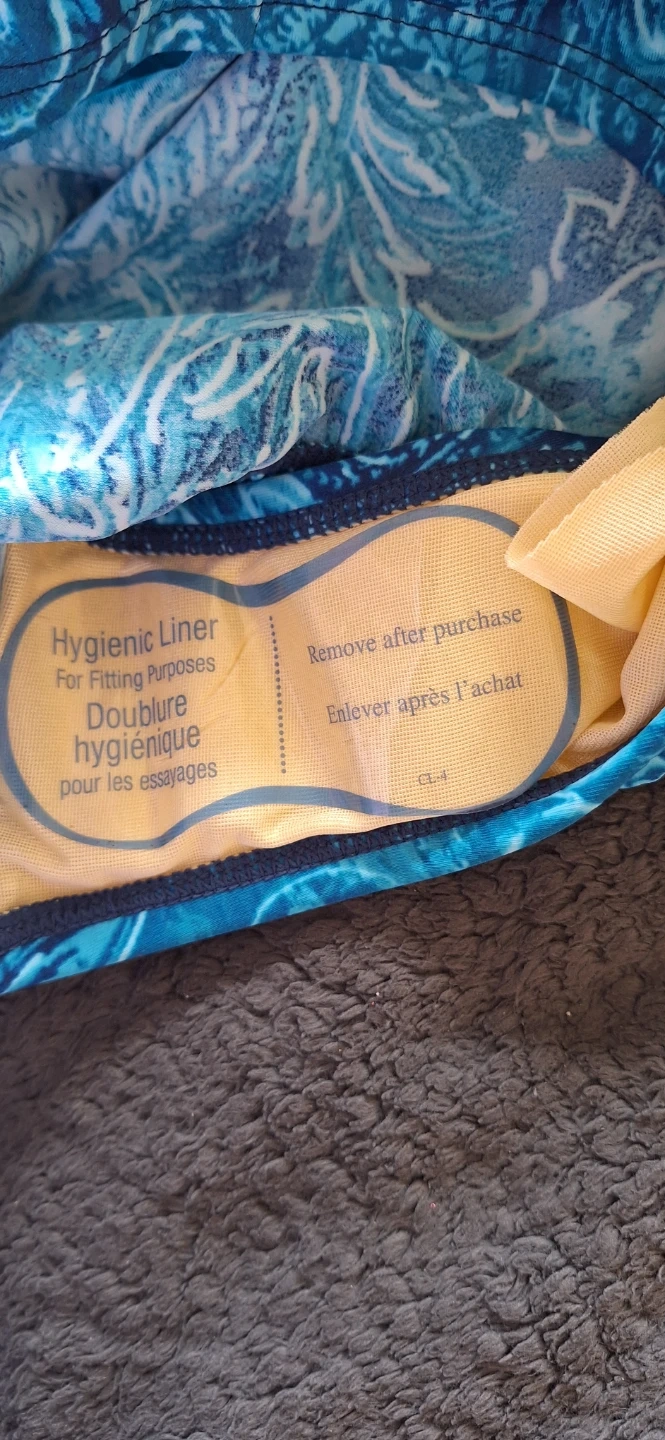 Hygienic Liner
For Fitting Purposes
Doublure
hygiénique
pour les essayages
Remove after purchase
Enlever après l'achat
CL-4